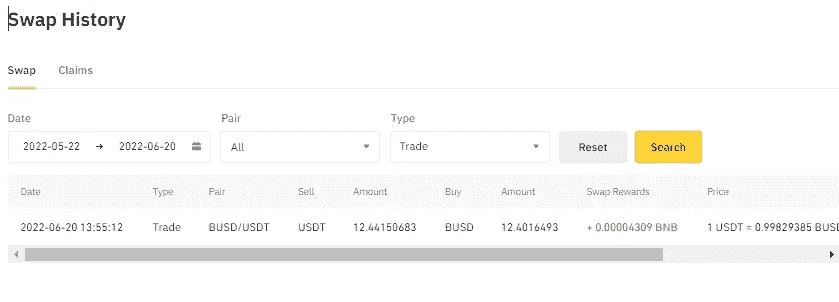 Swap History
Swap Claims
Date Pair Type
2022-05-22 → 2022-06-20 All Trade Reset Search
Date Type Pair Sell Amount Buy Amount Swap Rewards Price
2022-06-20 13:55:12 Trade BUSD/USDT USDT 12.44150683 BUSD 12.4016493 + 0.00004309 BNB 1 USDT = 0.99829385 BUSD